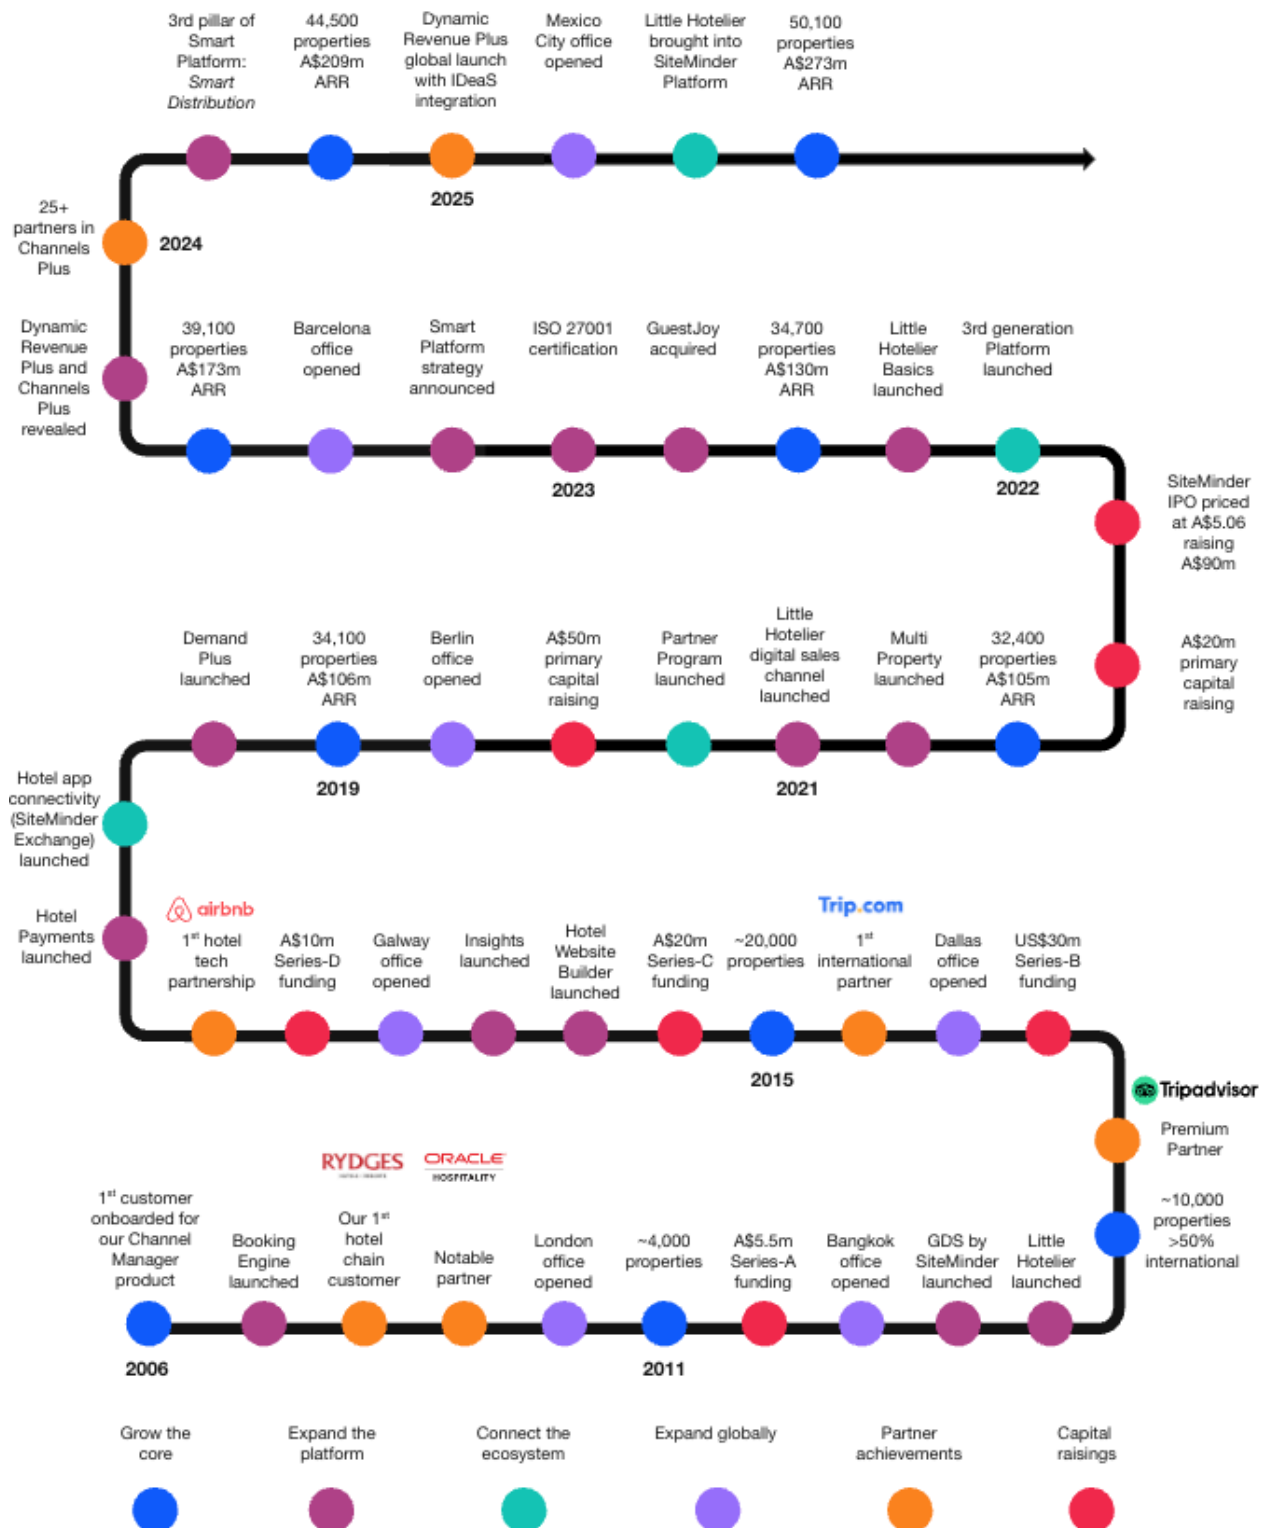 3rd pillar of
Smart
Platform:
Smart
Distribution
44,500
properties
A$209m
ARR
Dynamic
Revenue Plus
global launch
with IDeaS
integration
Mexico
City office
opened
Little Hotelier
brought into
SiteMinder
Platform
50,100
properties
A$273m
ARR
2025
25+
partners in
Channels
Plus
2024
Dynamic
Revenue
Plus and
Channels
Plus
revealed
39,100
properties
A$173m
ARR
Barcelona
office
opened
Smart
Platform
strategy
announced
ISO 27001
certification
GuestJoy
acquired
34,700
properties
A$130m
ARR
Little
Hotelier
Basics
launched
3rd generation
Platform
launched
2023
2022
SiteMinder
IPO priced
at A$5.06
raising
A$90m
A$20m
primary
capital
raising
Demand
Plus
launched
34,100
properties
A$106m
ARR
Berlin
office
opened
A$50m
primary
capital
raising
Partner
Program
launched
Little
Hotelier
digital sales
channel
launched
Multi
Property
launched
32,400
properties
A$105m
ARR
2019
2021
Hotel app
connectivity
(SiteMinder
Exchange)
launched
Hotel
Payments
launched
airbnb
1st hotel
tech
partnership
A$10m
Series-D
funding
Galway
office
opened
Insights
launched
Hotel
Website
Builder
launched
A$20m
Series-C
funding
~20,000
properties
Trip.com
1st
international
partner
Dallas
office
opened
US$30m
Series-B
funding
2015
Tripadvisor
Premium
Partner
~10,000
properties
>50%
international
1st customer
onboarded for
our Channel
Manager
product
Booking
Engine
launched
RYDGES
Our 1st
hotel
chain
customer
ORACLE
HOSPITALITY
Notable
partner
London
office
opened
~4,000
properties
A$5.5m
Series-A
funding
Bangkok
office
opened
GDS by
SiteMinder
launched
Little
Hotelier
launched
2006
2011
Grow the
core
Expand the
platform
Connect the
ecosystem
Expand globally
Partner
achievements
Capital
raisings